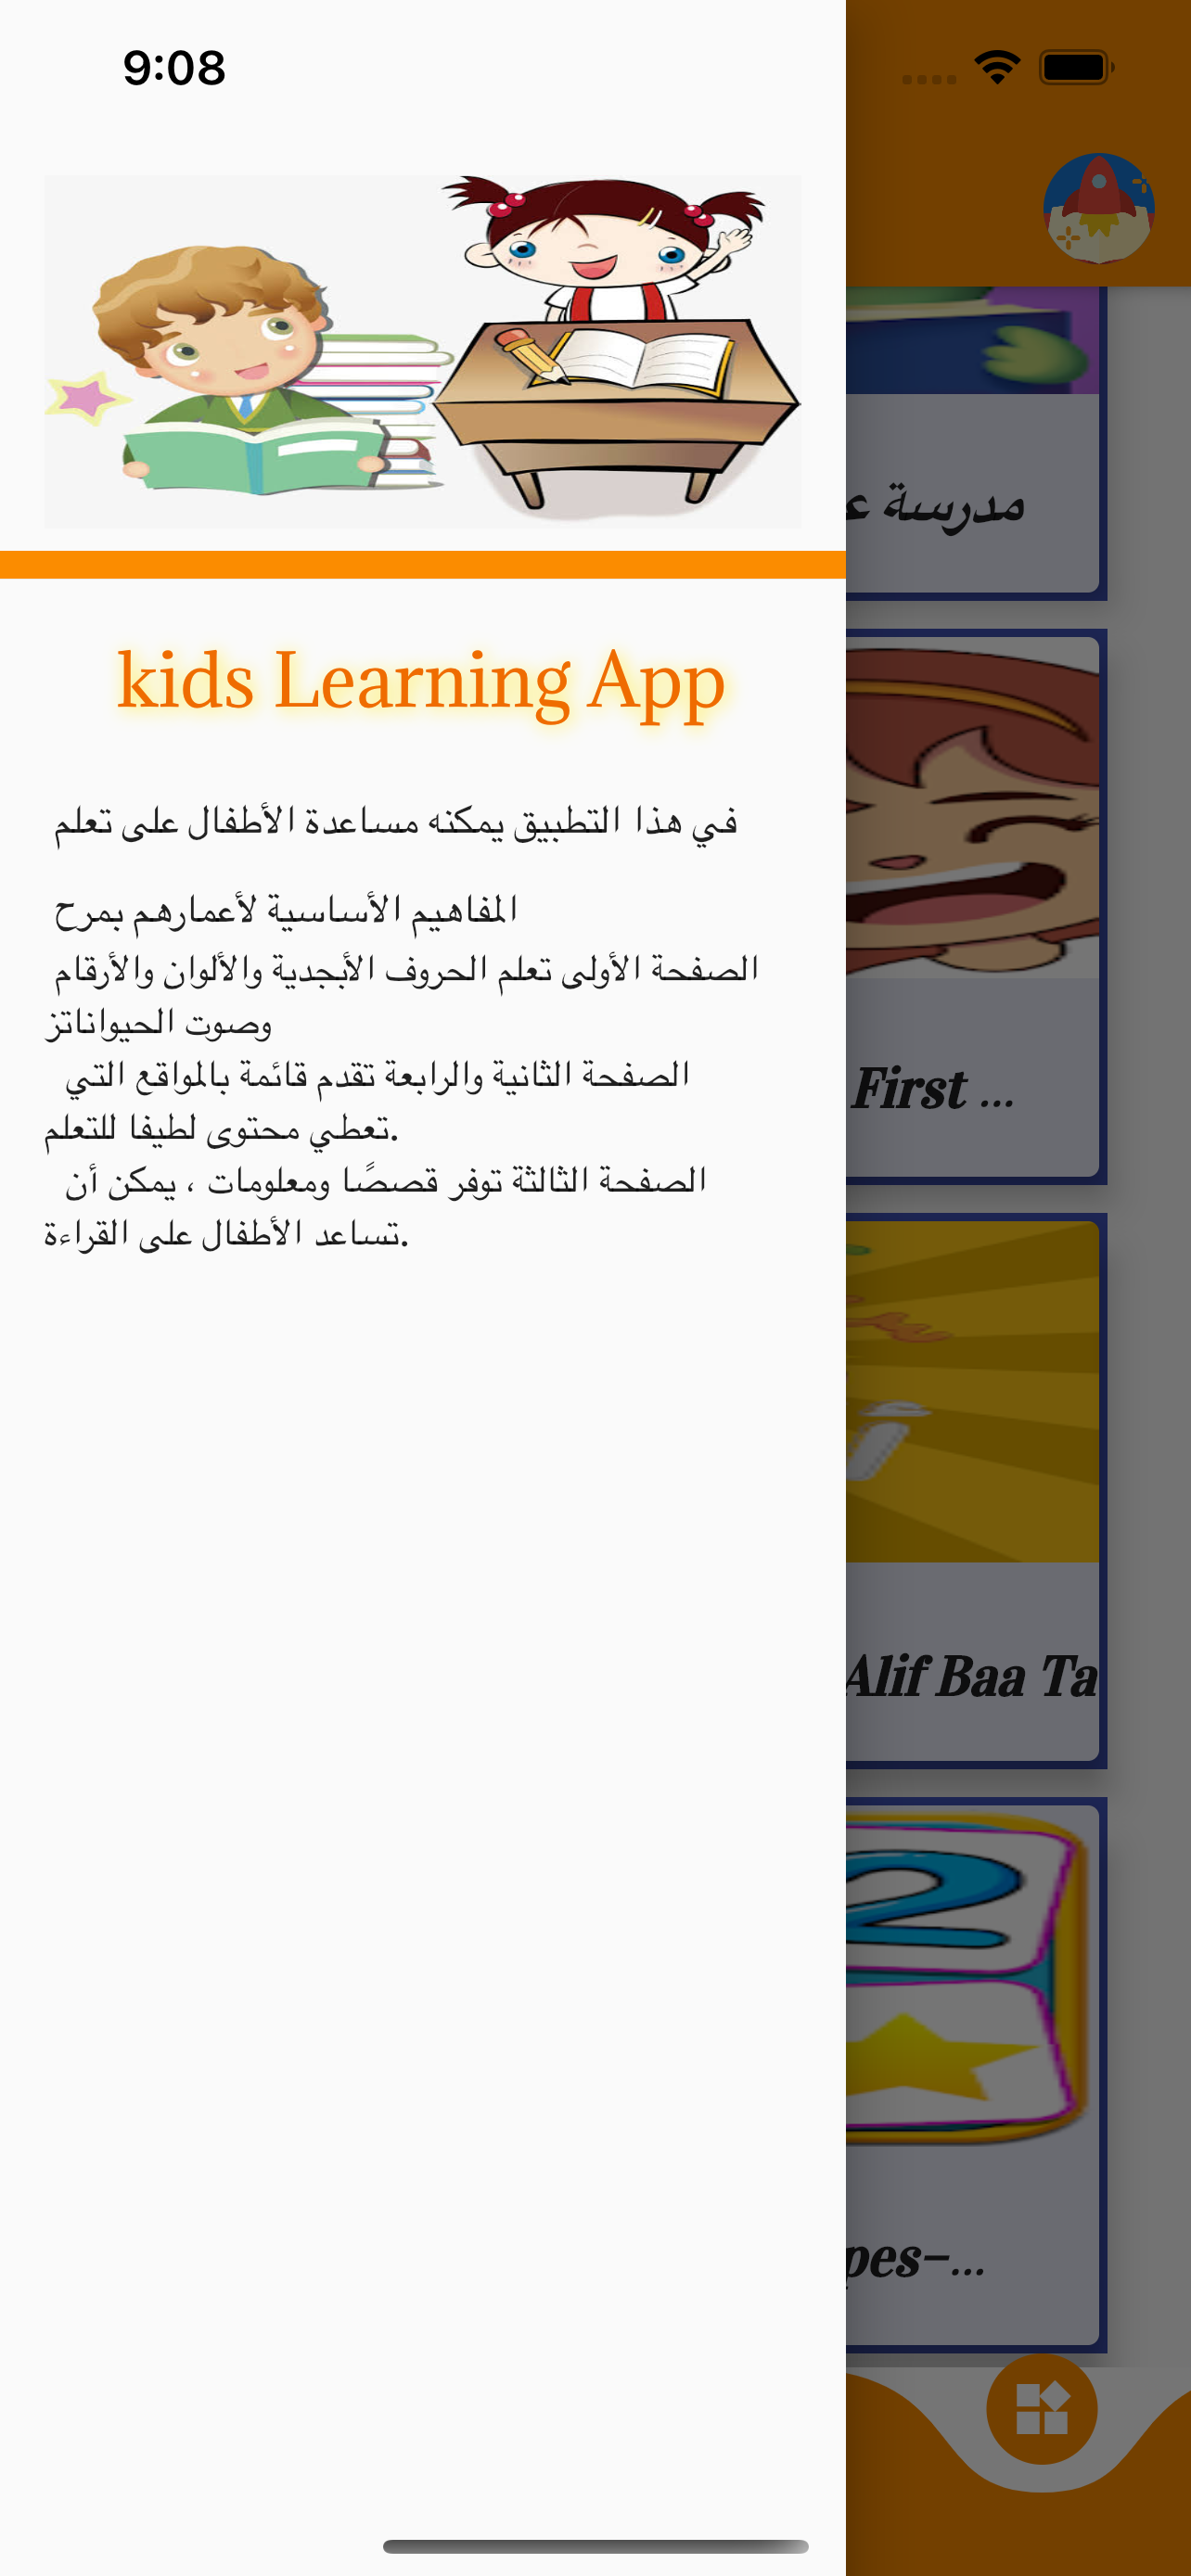 9:08
kids Learning App
في هذا التطبيق يمكنه مساعدة الأطفال على تعلم
المفاهيم الأساسية لأعمارهم بمرح
الصفحة الأولى تعلم الحروف الأبجدية والألوان والأرقام
وصوت الحيواناتز
الصفحة الثانية والرابعة تقدم قائمة بالمواقع التي
تعطي محتوى لطيفا للتعلم.
الصفحة الثالثة توفر قصصًا ومعلومات ، يمكن أن
تساعد الأطفال على القراءة.
مدرسة
First ...
Alif Baa Ta
pes-...
2